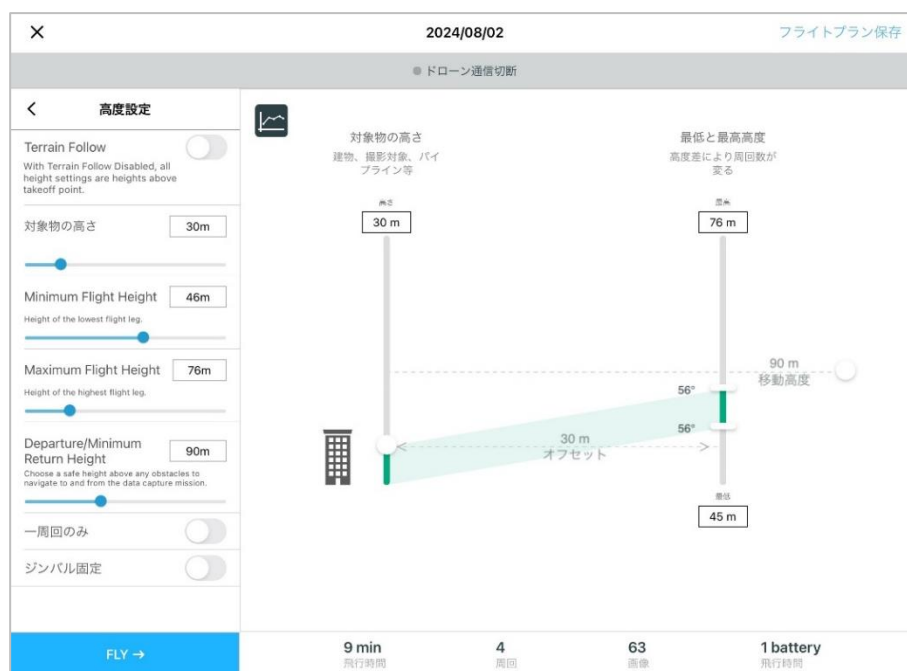 2024/08/02
フライトプラン保存
ドローン通信切断
高度設定
Terrain Follow
With Terrain Follow Disabled, all
height settings are heights above
takeoff point.
対象物の高さ
30m
Minimum Flight Height
46m
Height of the lowest flight leg.
Maximum Flight Height
76m
Height of the highest flight leg.
Departure/Minimum
Return Height
90m
Choose a safe height above any obstacles to
navigate to and from the data capture mission.
一周回のみ
ジンバル固定
FLY →
対象物の高さ
建物、撮影対象、パイ
プライン等
高さ
30 m
最低と最高高度
高度差により周回数が
変る
最高
76 m
90 m
移動高度
56°
56°
30 m
オフセット
最低
45 m
9 min
飛行時間
4
周回
63
画像
1 battery
飛行時間